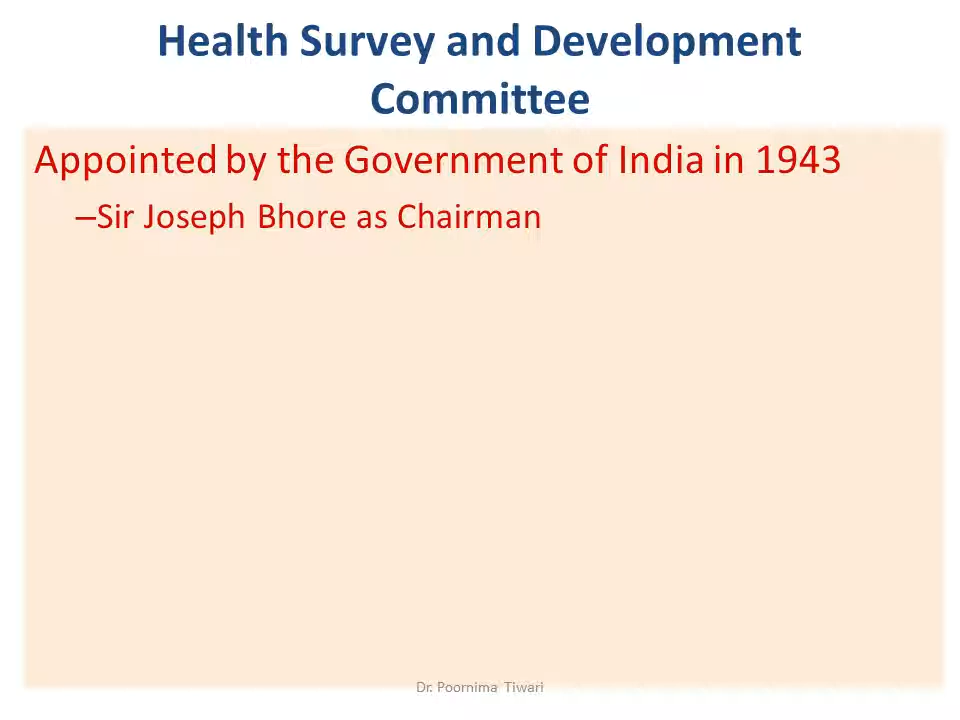 Health Survey and Development
Committee
Appointed by the Government of India in 1943
–Sir Joseph Bhore as Chairman
Dr. Poornima Tiwari